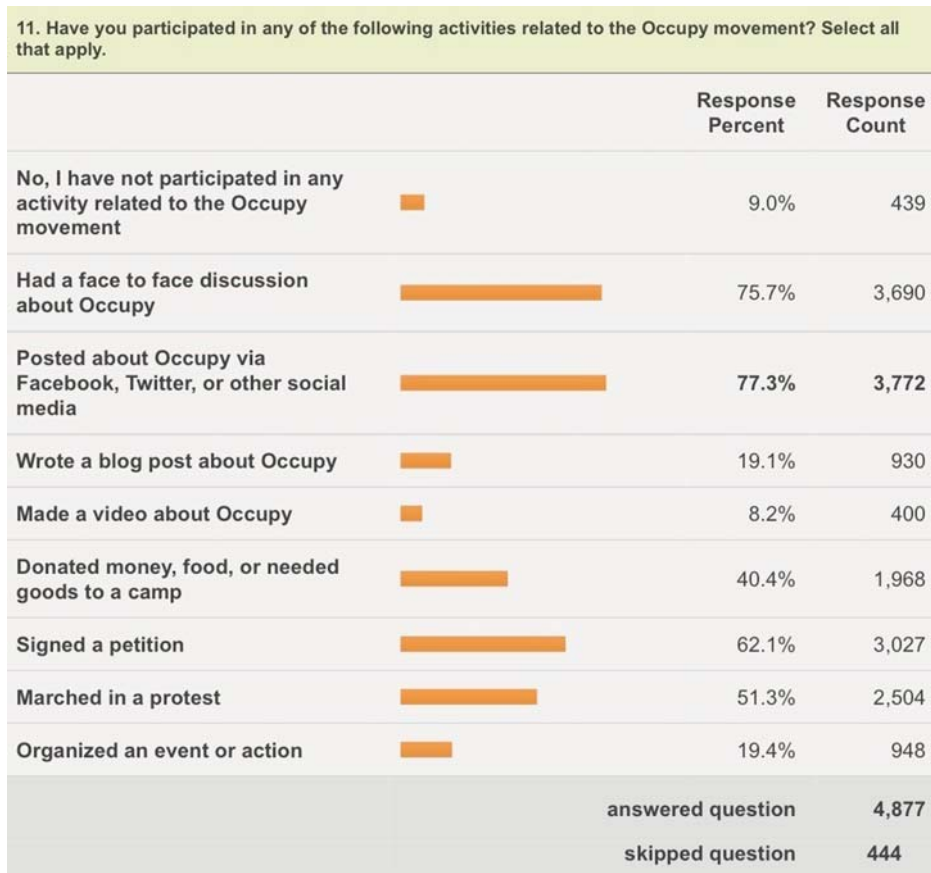 11. Have you participated in any of the following activities related to the Occupy movement? Select all
that apply.
Response Response
Percent Count
No, I have not participated in any
activity related to the Occupy 9.0% 439
movement
Had a face to face discussion
about Occupy 75.7% 3,690
Posted about Occupy via
Facebook, Twitter, or other social 77.3% 3,772
media
Wrote a blog post about Occupy 19.1% 930
Made a video about Occupy 8.2% 400
Donated money, food, or needed
goods to a camp 40.4% 1,968
Signed a petition 62.1% 3,027
Marched in a protest 51.3% 2,504
Organized an event or action 19.4% 948
answered question 4,877
skipped question 444